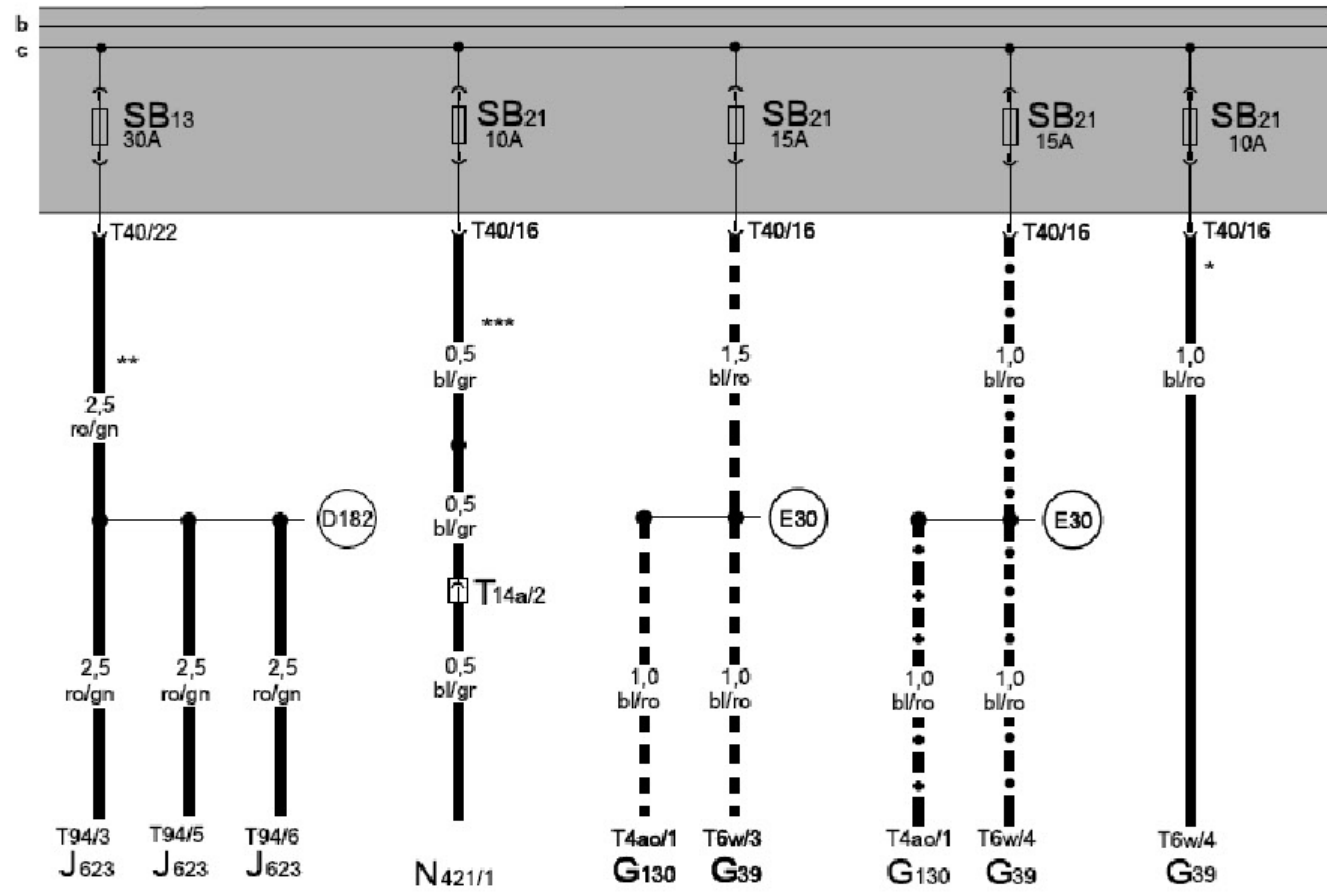 b
c
SB13 SB21 SB21 SB21 SB21
30A 10A 15A 15A 10A
T40/22 T40/16 T40/16 T40/16 T40/16
*
***
**
0,5 1,5 1,0 1,0
bl/gr bl/ro bl/ro bl/ro
2,5
ro/gn
0,5
bl/gr
D182 E30 E30
T14a/2
2,5 2,5 2,5 0,5 1,0 1,0 1,0 1,0
ro/gn ro/gn ro/gn bl/gr bl/ro bl/ro bl/ro bl/ro
T94/3 T94/5 T94/6 T4ao/1 T6w/3 T4ao/1 T6w/4 T6w/4
J623 J623 J623 N421/1 G130 G39 G130 G39 G39